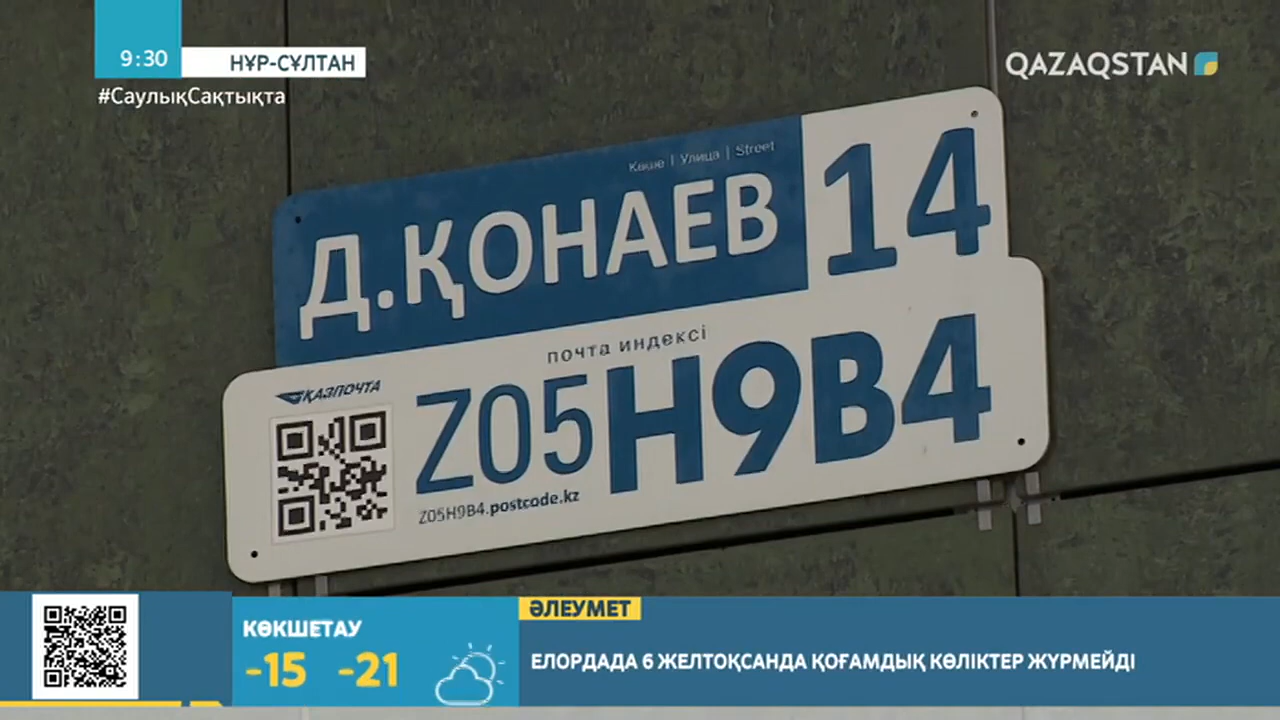 9:30
НҰР-СҰЛТАН
#СаулықСақтықта
QAZAQSTAN
Көше | Улица | Street
Д.ҚОНАЕВ 14
почта индексі
ҚАЗПОЧТА
Z05H9B4
Z05H9B4.postcode.kz
ӘЛЕУМЕТ
КӨКШЕТАУ
-15 -21
ЕЛОРДАДА 6 ЖЕЛТОҚСАНДА ҚОҒАМДЫҚ КӨЛІКТЕР ЖҮРМЕЙДІ